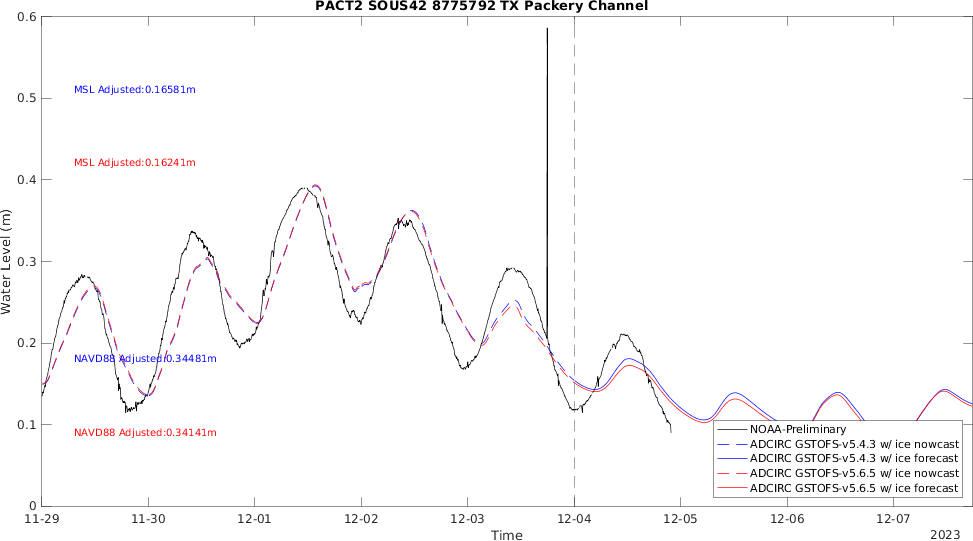 PACT2 SOUS42 8775792 TX Packery Channel
Water Level (m)
0.6
0.5
0.4
0.3
0.2
0.1
0
MSL Adjusted:0.16581m
MSL Adjusted:0.16241m
NAVD88 Adjusted:0.34481m
NAVD88 Adjusted:0.34141m
NOAA-Preliminary
ADCIRC GSTOFS-v5.4.3 w/ ice nowcast
ADCIRC GSTOFS-v5.4.3 w/ ice forecast
ADCIRC GSTOFS-v5.6.5 w/ ice nowcast
ADCIRC GSTOFS-v5.6.5 w/ ice forecast
11-29 11-30 12-01 12-02 12-03 12-04 12-05 12-06 12-07
Time
2023